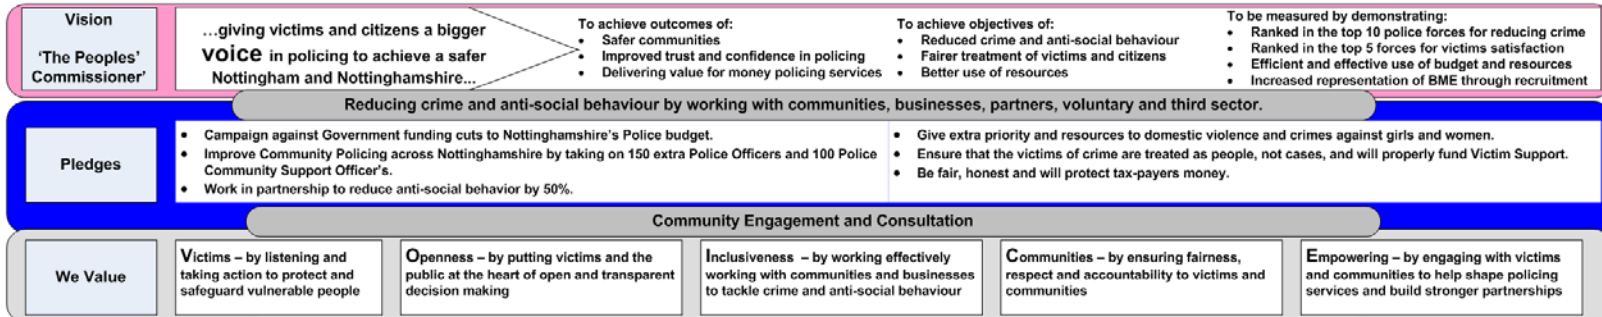 Vision
'The Peoples'
Commissioner'
...giving victims and citizens a bigger
voice in policing to achieve a safer
Nottingham and Nottinghamshire...
To achieve outcomes of:
• Safer communities
• Improved trust and confidence in policing
• Delivering value for money policing services
To achieve objectives of:
• Reduced crime and anti-social behaviour
• Fairer treatment of victims and citizens
• Better use of resources
To be measured by demonstrating:
• Ranked in the top 10 police forces for reducing crime
• Ranked in the top 5 forces for victims satisfaction
• Efficient and effective use of budget and resources
• Increased representation of BME through recruitment
Reducing crime and anti-social behaviour by working with communities, businesses, partners, voluntary and third sector.
Pledges
• Campaign against Government funding cuts to Nottinghamshire's Police budget.
• Improve Community Policing across Nottinghamshire by taking on 150 extra Police Officers and 100 Police
Community Support Officer's.
• Work in partnership to reduce anti-social behavior by 50%.
• Give extra priority and resources to domestic violence and crimes against girls and women.
• Ensure that the victims of crime are treated as people, not cases, and will properly fund Victim Support.
• Be fair, honest and will protect tax-payers money.
Community Engagement and Consultation
We Value
Victims – by listening and
taking action to protect and
safeguard vulnerable people
Openness – by putting victims and the
public at the heart of open and transparent
decision making
Inclusiveness – by working effectively
working with communities and businesses
to tackle crime and anti-social behaviour
Communities – by ensuring fairness,
respect and accountability to victims and
communities
Empowering – by engaging with victims
and communities to help shape policing
services and build stronger partnerships